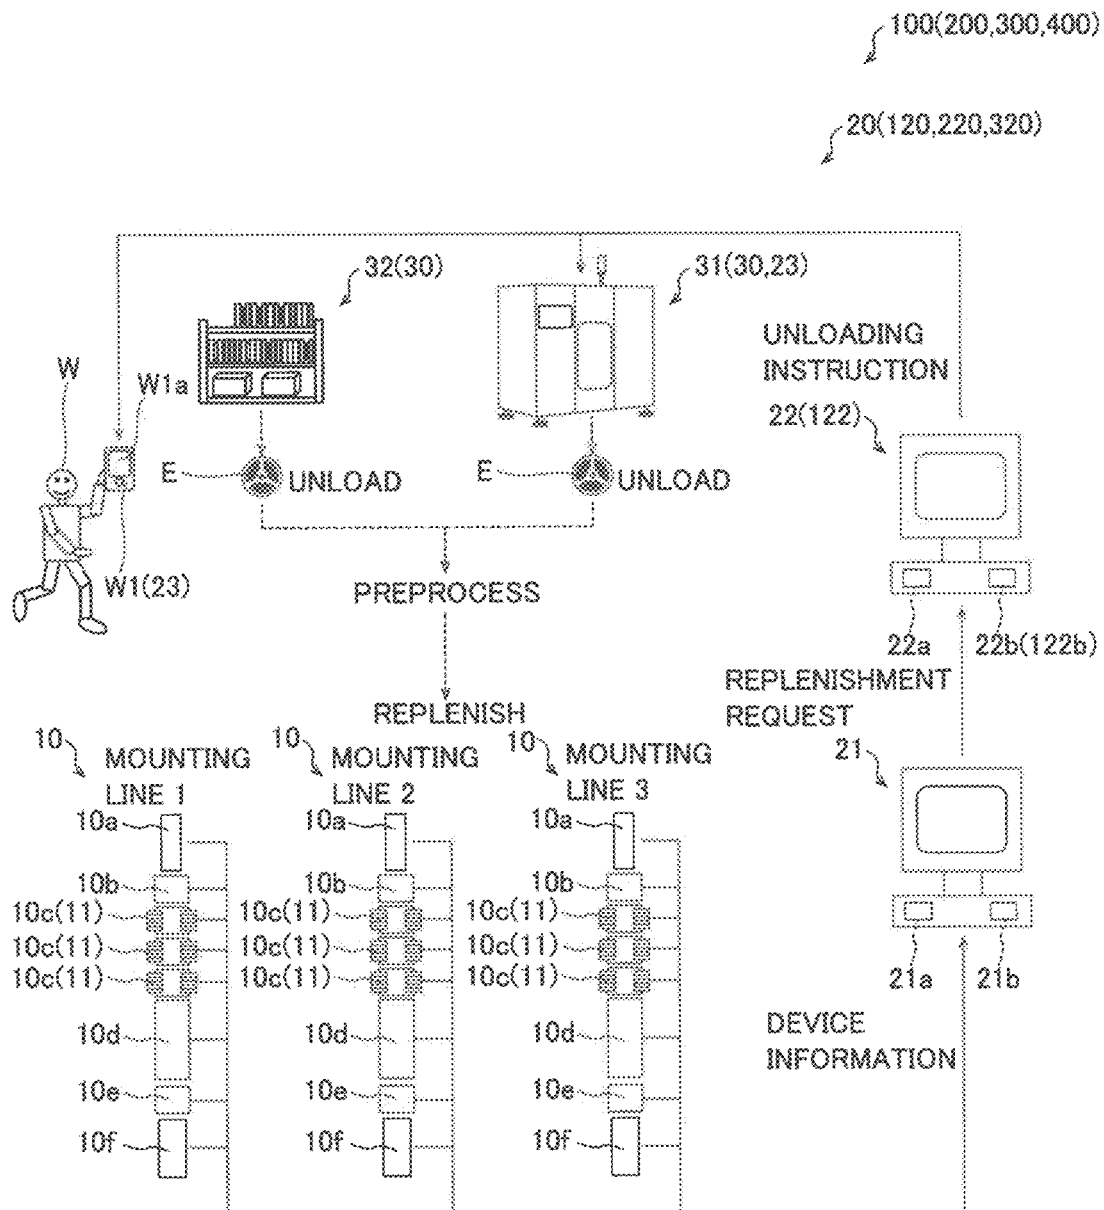 100(200,300,400)
20(120,220,320)
32(30)
31(30,23)
UNLOADING
INSTRUCTION
W
W1a
22(122)
E
UNLOAD
E
UNLOAD
W1(23)
PREPROCESS
22a
22b(122b)
REPLENISHMENT
REQUEST
REPLENISH
10
MOUNTING
LINE 1
10
MOUNTING
LINE 2
10
MOUNTING
LINE 3
21
10a
10a
10a
10b
10b
10b
10c(11)
10c(11)
10c(11)
10c(11)
10c(11)
10c(11)
10c(11)
10c(11)
10c(11)
21a
21b
10d
10d
10d
DEVICE
INFORMATION
10e
10e
10e
10f
10f
10f